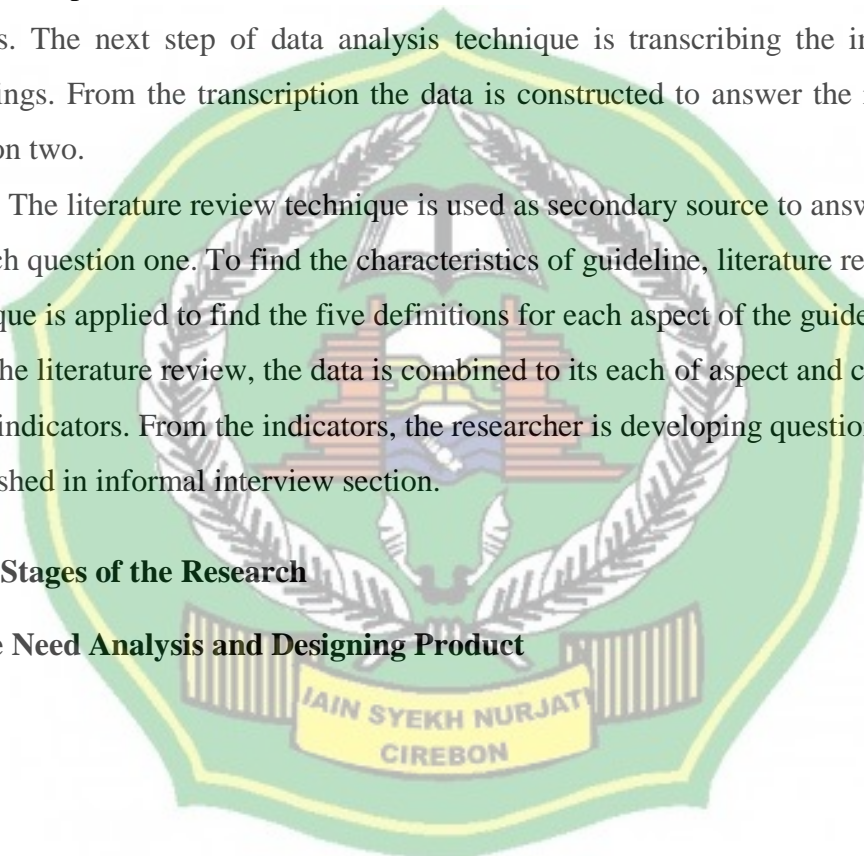 s. The next step of data analysis technique is transcribing the in
ings. From the transcription the data is constructed to answer the
on two.
The literature review technique is used as secondary source to answ
ch question one. To find the characteristics of guideline, literature re
que is applied to find the five definitions for each aspect of the guide
he literature review, the data is combined to its each of aspect and c
indicators. From the indicators, the researcher is developing question
shed in informal interview section.
Stages of the Research
e Need Analysis and Designing Product
IAIN SYEKH NURJATI
CIREBON